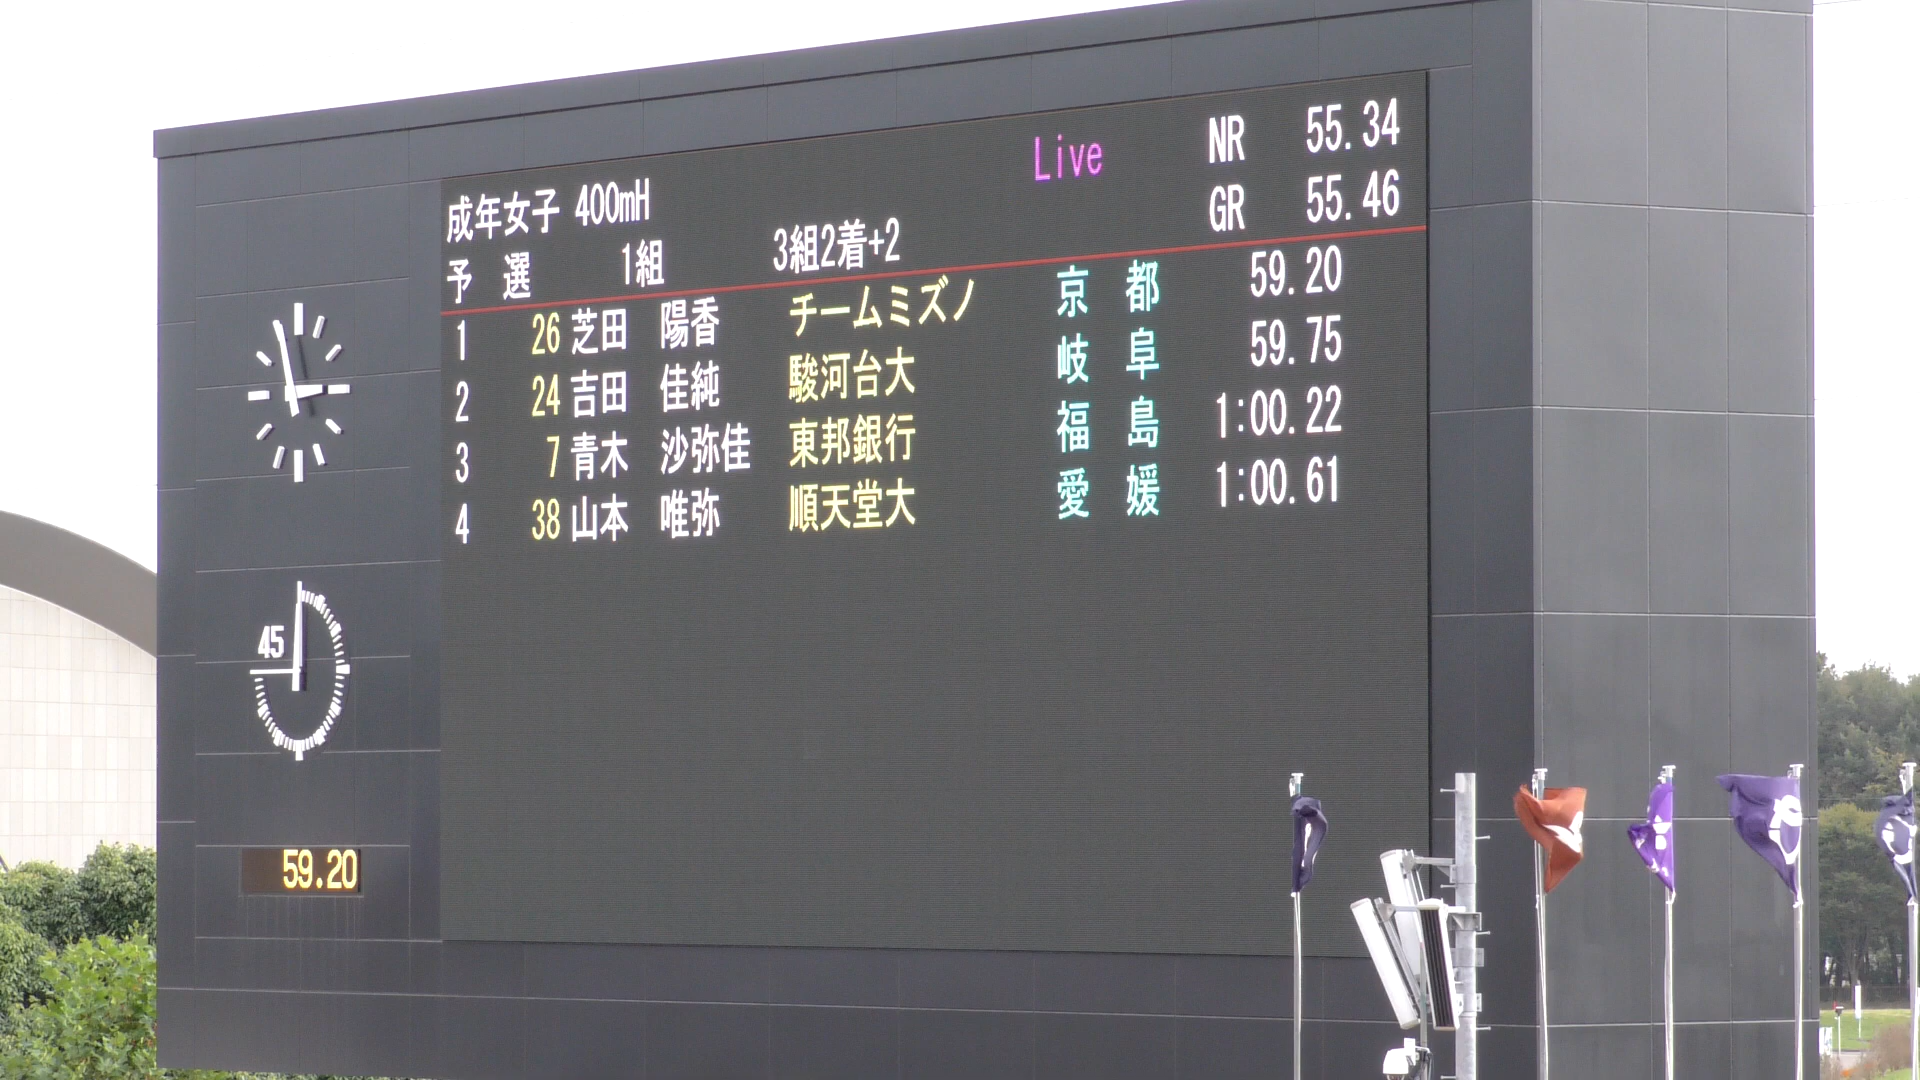 Live NR 55.34
成年女子 400mH GR 55.46
予 選 1組 3組2着+2
1 26 芝田 陽香 チームミズノ 京 都 59.20
2 24 吉田 佳純 駿河台大 岐 阜 59.75
3 7 青木 沙弥佳 東邦銀行 福 島 1:00.22
4 38 山本 唯弥 順天堂大 愛 媛 1:00.61
45
59.20